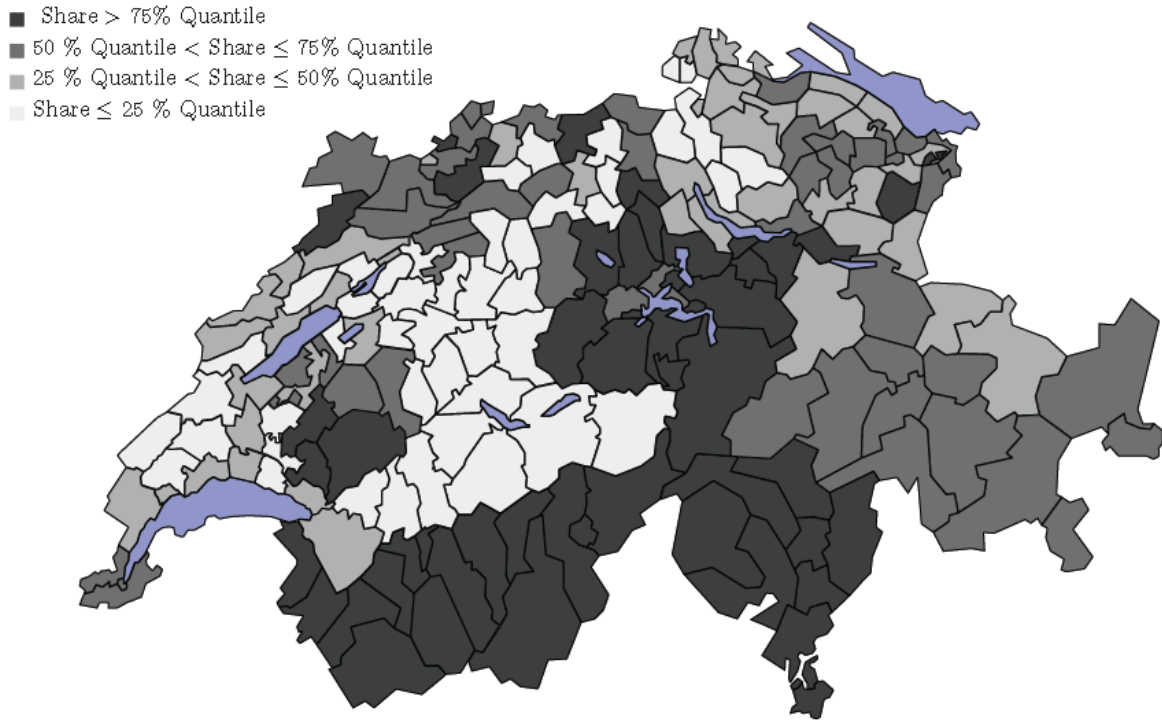 Share > 75% Quantile
50 % Quantile < Share ≤ 75% Quantile
25 % Quantile < Share ≤ 50% Quantile
Share ≤ 25 % Quantile